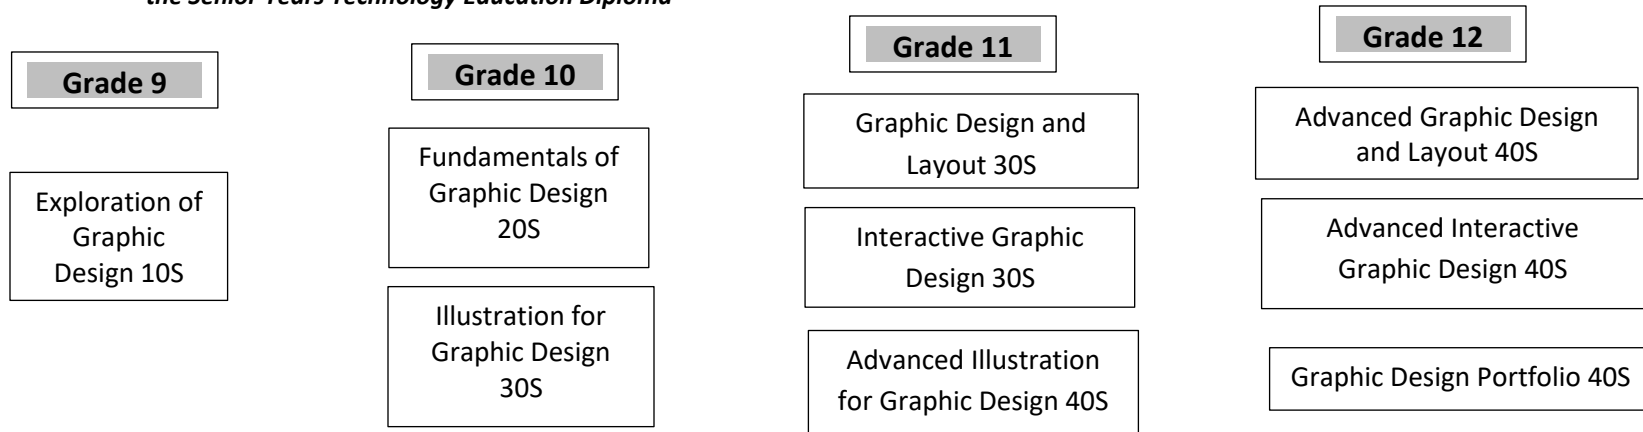 the Senior Years Technology Education Diploma
Grade 9
Exploration of
Graphic
Design 10S
Grade 10
Fundamentals of
Graphic Design
20S
Illustration for
Graphic Design
30S
Grade 11
Graphic Design and
Layout 30S
Interactive Graphic
Design 30S
Advanced Illustration
for Graphic Design 40S
Grade 12
Advanced Graphic Design
and Layout 40S
Advanced Interactive
Graphic Design 40S
Graphic Design Portfolio 40S